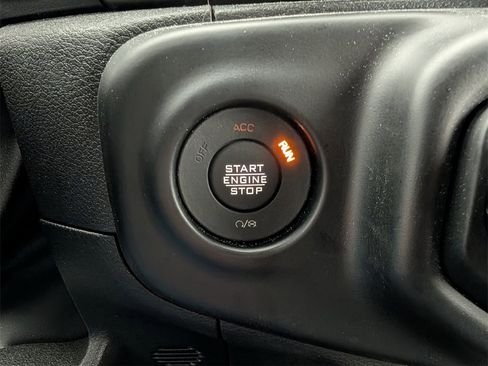 ACC
OFF
RUN
START
ENGINE
STOP